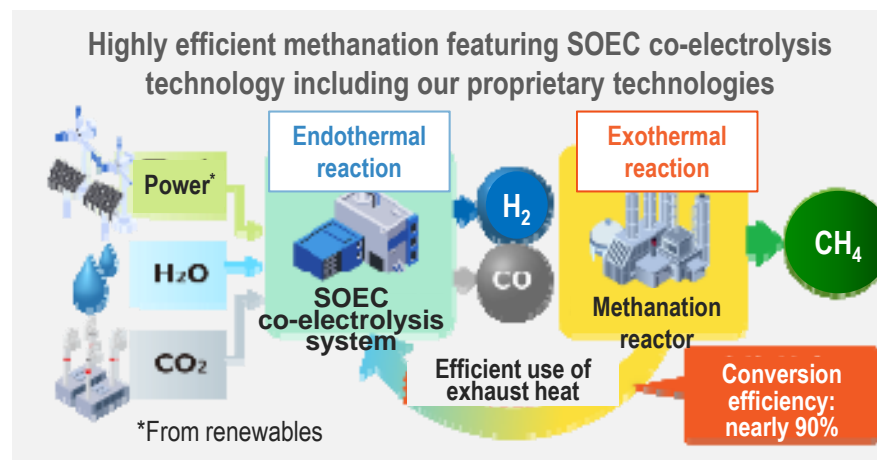 Highly efficient methanation featuring SOEC co-electrolysis
technology including our proprietary technologies
Endothermal
reaction
Exothermal
reaction
Power*
H₂O
CO₂
SOEC
co-electrolysis
system
H₂
CO
Methanation
reactor
CH₄
Efficient use of
exhaust heat
Conversion
efficiency:
nearly 90%
*From renewables